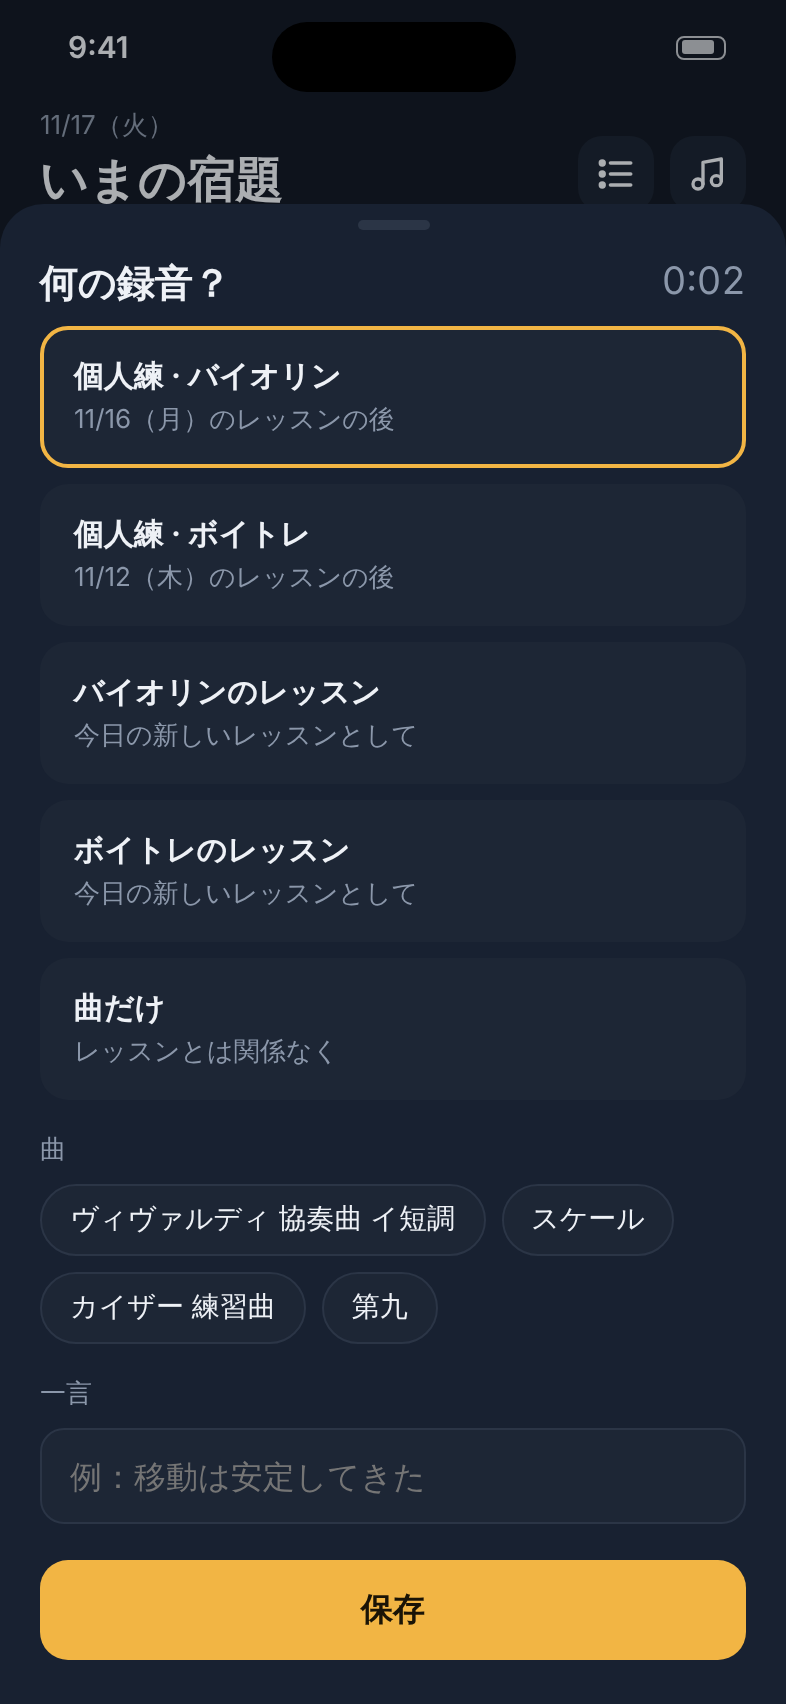 9:41
11/17（火）
いまの宿題
何の録音？
0:02
個人練 · バイオリン
11/16（月）のレッスンの後
個人練 · ボイトレ
11/12（木）のレッスンの後
バイオリンのレッスン
今日の新しいレッスンとして
ボイトレのレッスン
今日の新しいレッスンとして
曲だけ
レッスンとは関係なく
曲
ヴィヴァルディ 協奏曲 イ短調
スケール
カイザー 練習曲
第九
一言
例：移動は安定してきた
保存